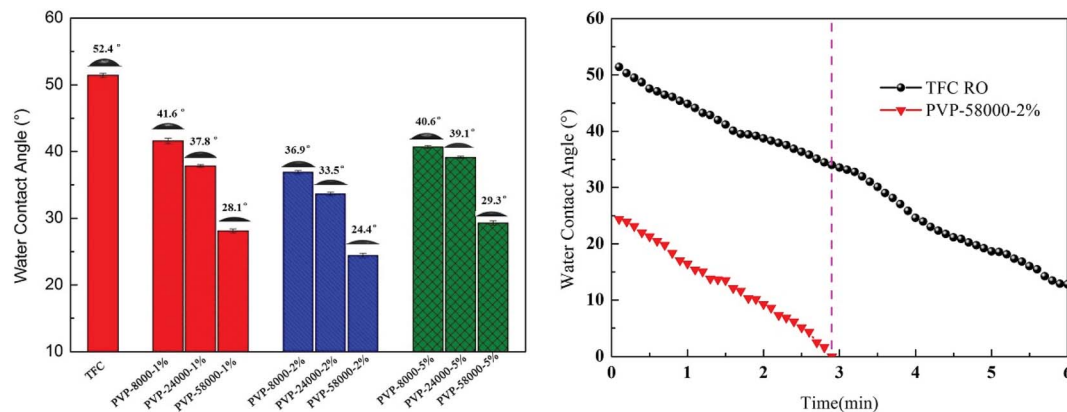 60
50
40
30
20
10
Water Contact Angle (°)
52.4°
41.6°
37.8°
28.1°
36.9°
33.5°
24.4°
40.6°
39.1°
29.3°
TFC
PVP-8000-1%
PVP-24000-1%
PVP-58000-1%
PVP-8000-2%
PVP-24000-2%
PVP-58000-2%
PVP-8000-5%
PVP-24000-5%
PVP-58000-5%
60
50
40
30
20
10
0
Water Contact Angle (°)
TFC RO
PVP-58000-2%
0 1 2 3 4 5 6
Time(min)